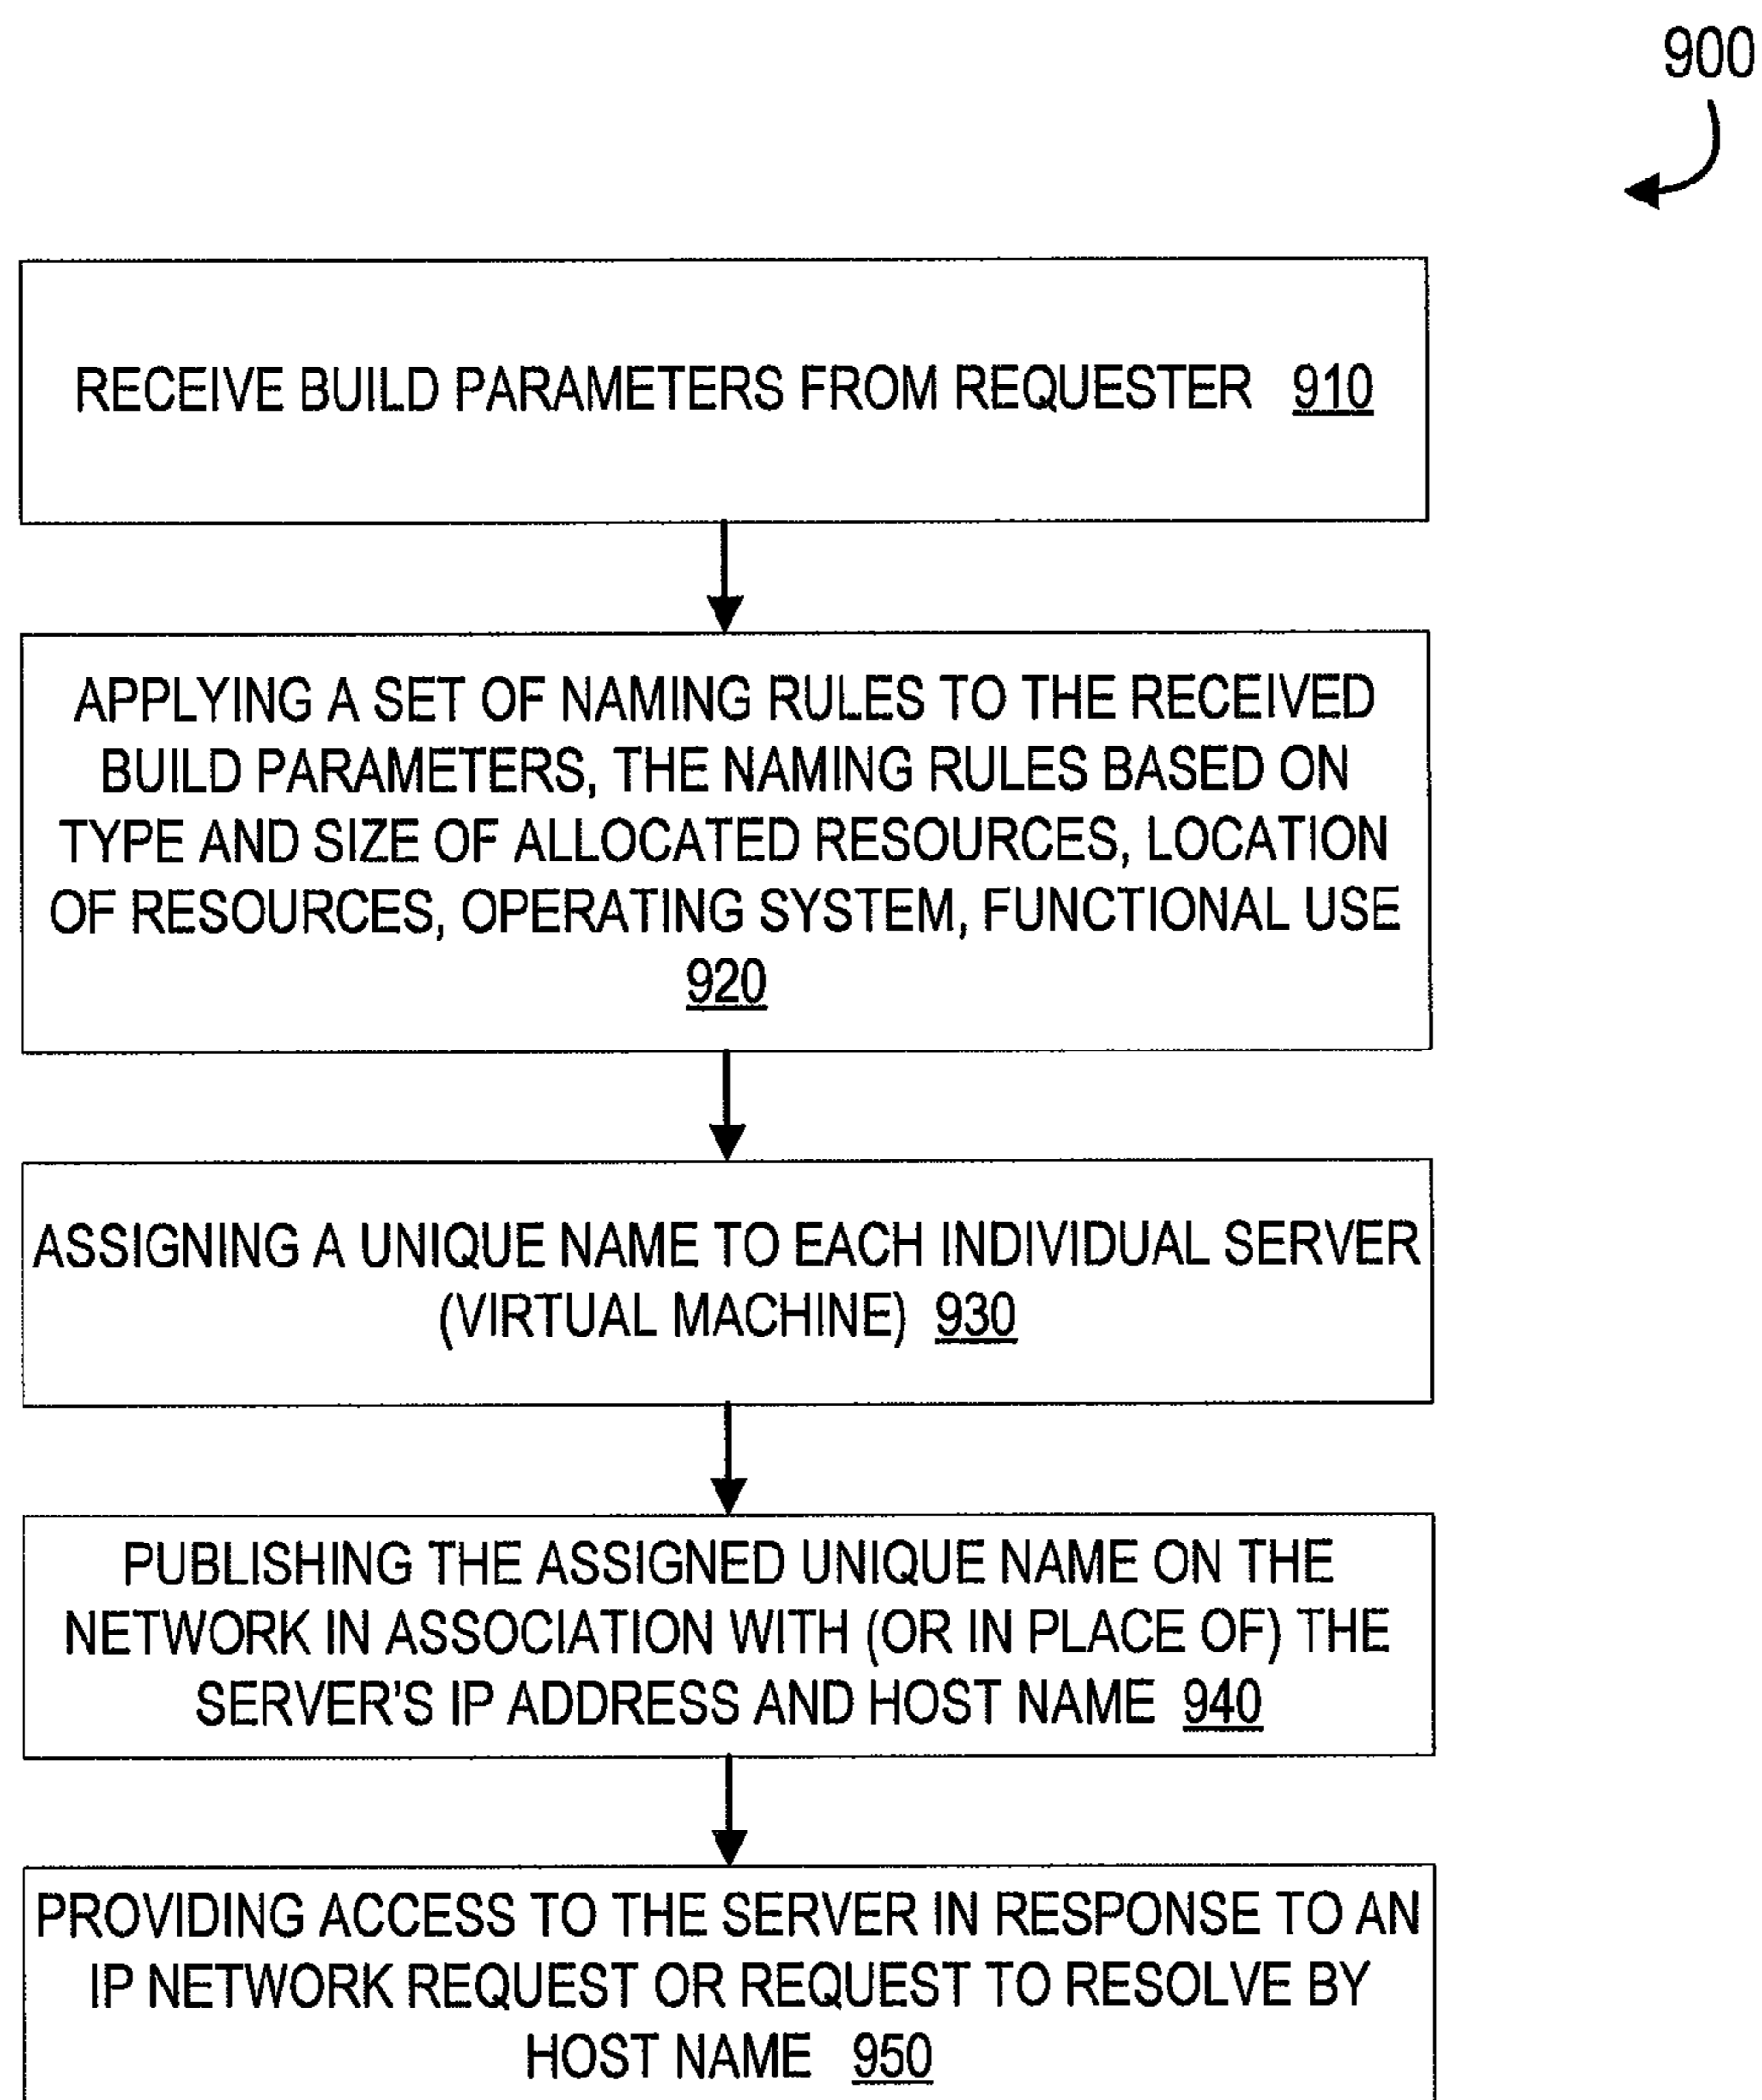 900
RECEIVE BUILD PARAMETERS FROM REQUESTER 910
APPLYING A SET OF NAMING RULES TO THE RECEIVED
BUILD PARAMETERS, THE NAMING RULES BASED ON
TYPE AND SIZE OF ALLOCATED RESOURCES, LOCATION
OF RESOURCES, OPERATING SYSTEM, FUNCTIONAL USE
920
ASSIGNING A UNIQUE NAME TO EACH INDIVIDUAL SERVER
(VIRTUAL MACHINE) 930
PUBLISHING THE ASSIGNED UNIQUE NAME ON THE
NETWORK IN ASSOCIATION WITH (OR IN PLACE OF) THE
SERVER'S IP ADDRESS AND HOST NAME 940
PROVIDING ACCESS TO THE SERVER IN RESPONSE TO AN
IP NETWORK REQUEST OR REQUEST TO RESOLVE BY
HOST NAME 950